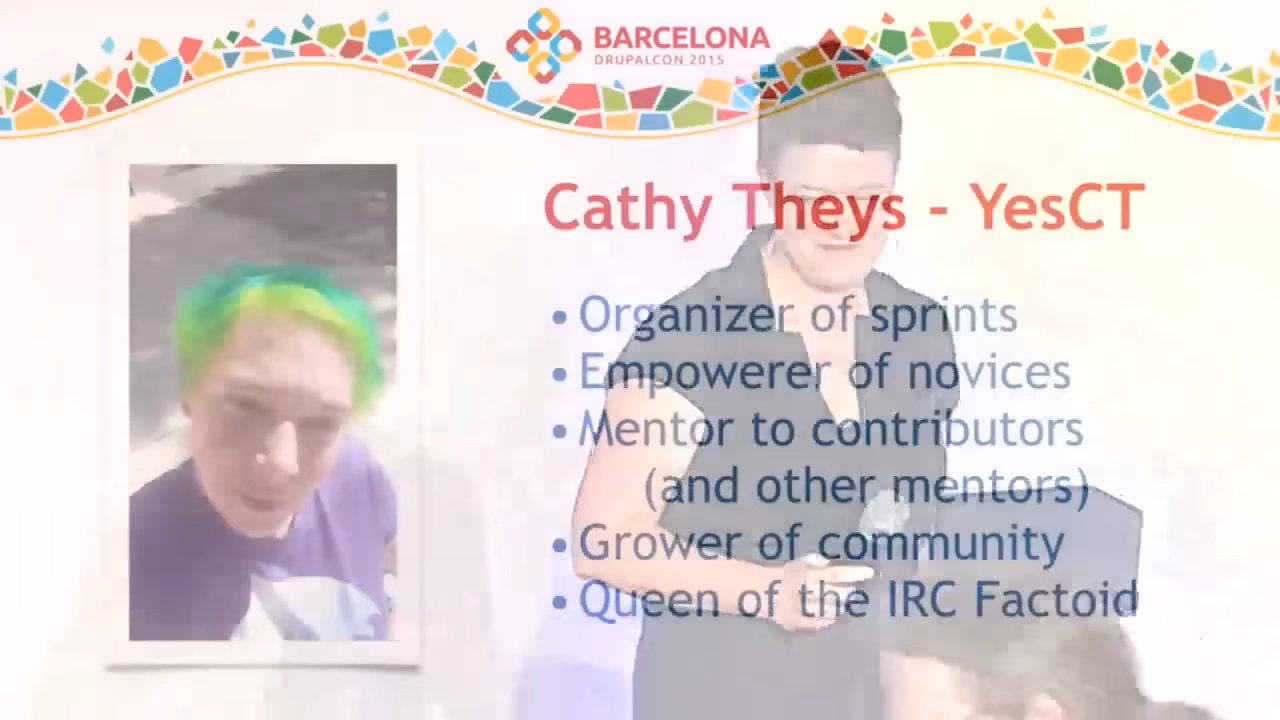 BARCELONA
DRUPALCON 2015
Cathy Theys - YesCT
• Organizer of sprints
• Empowerer of novices
• Mentor to contributors
(and other mentors)
• Grower of community
• Queen of the IRC Factoid